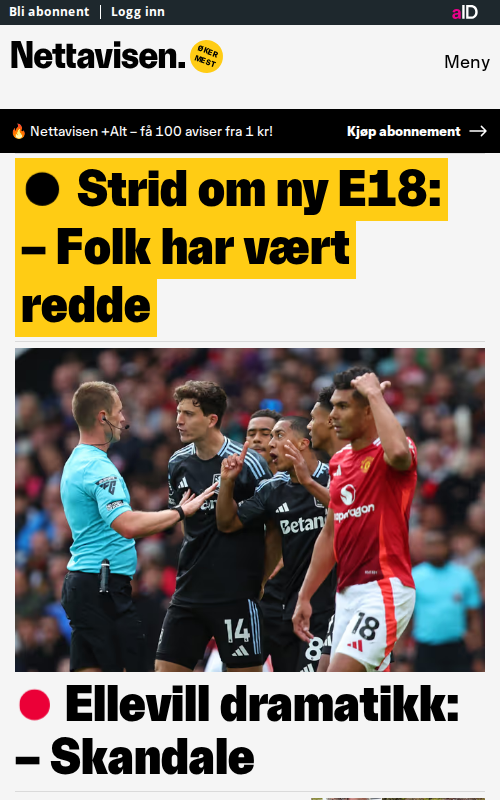 Bli abonnent | Logg inn
aID
Nettavisen.
ØKER
MEST
Meny
🔥 Nettavisen +Alt – få 100 aviser fra 1 kr!
Kjøp abonnement →
Strid om ny E18:
– Folk har vært
redde
14
Betano
8
18
Ellevill dramatikk:
– Skandale